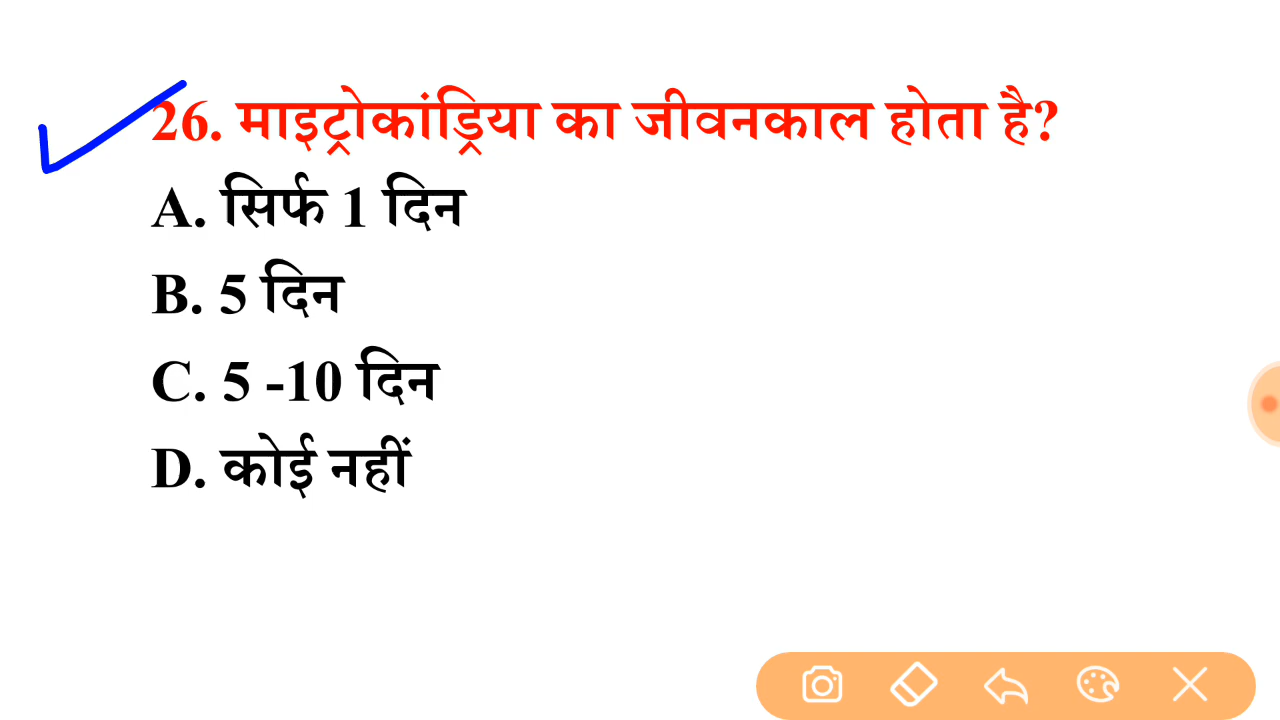 26. माइट्रोकांड्रिया का जीवनकाल होता है?
A. सिर्फ 1 दिन
B. 5 दिन
C. 5 -10 दिन
D. कोई नहीं